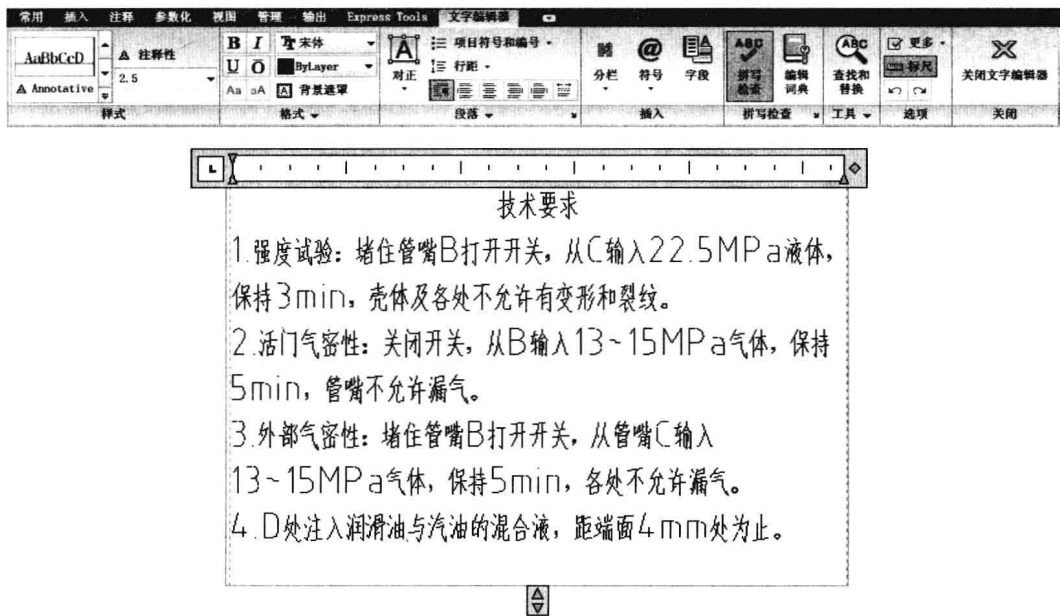 常用 插入 注释 参数化 视图 管理 输出 Express Tools 文字编辑器
AaBbCcD 注释性 B I 宋体 项目符号和编号 @ ABC ABC 更多
U O ByLayer 行距 标尺
Annotative 2.5 Aa aA A 背景遮罩 A 对正 分栏 符号 字段 拼写检查 编辑词典 查找和替换 关闭文字编辑器
样式 格式 段落 插入 拼写检查 工具 选项 关闭
L
技术要求
1.强度试验：堵住管嘴B打开开关，从C输入22.5MPa液体，
保持3min，壳体及各处不允许有变形和裂纹。
2.活门气密性：关闭开关，从B输入13~15MPa气体，保持
5min，管嘴不允许漏气。
3.外部气密性：堵住管嘴B打开开关，从管嘴C输入
13~15MPa气体，保持5min，各处不允许漏气。
4.D处注入润滑油与汽油的混合液，距端面4mm处为止。